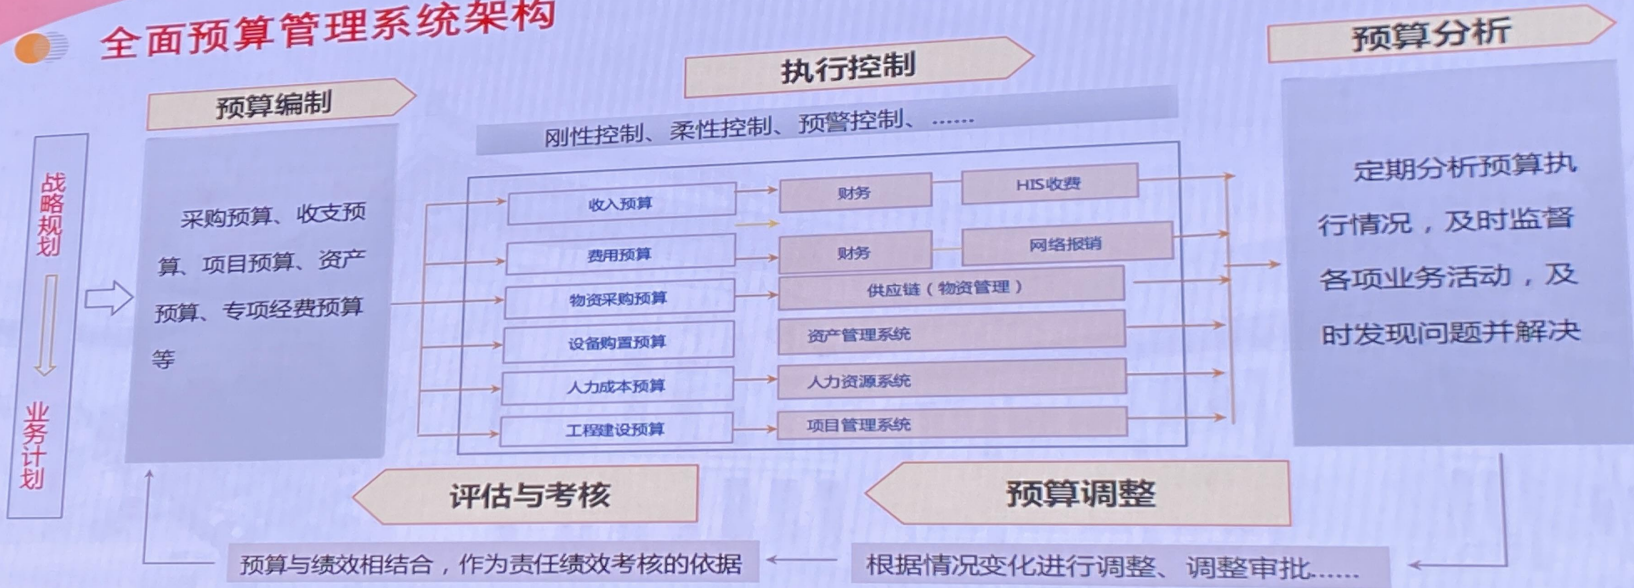 全面预算管理系统架构
战略规划
业务计划
预算编制
采购预算、收支预
算、项目预算、资产
预算、专项经费预算
等
执行控制
刚性控制、柔性控制、预警控制、......
收入预算
财务
HIS收费
费用预算
财务
网络报销
物资采购预算
供应链（物资管理）
设备购置预算
资产管理系统
人力成本预算
人力资源系统
工程建设预算
项目管理系统
预算分析
定期分析预算执
行情况，及时监督
各项业务活动，及
时发现问题并解决
预算调整
根据情况变化进行调整、调整审批......
评估与考核
预算与绩效相结合，作为责任绩效考核的依据